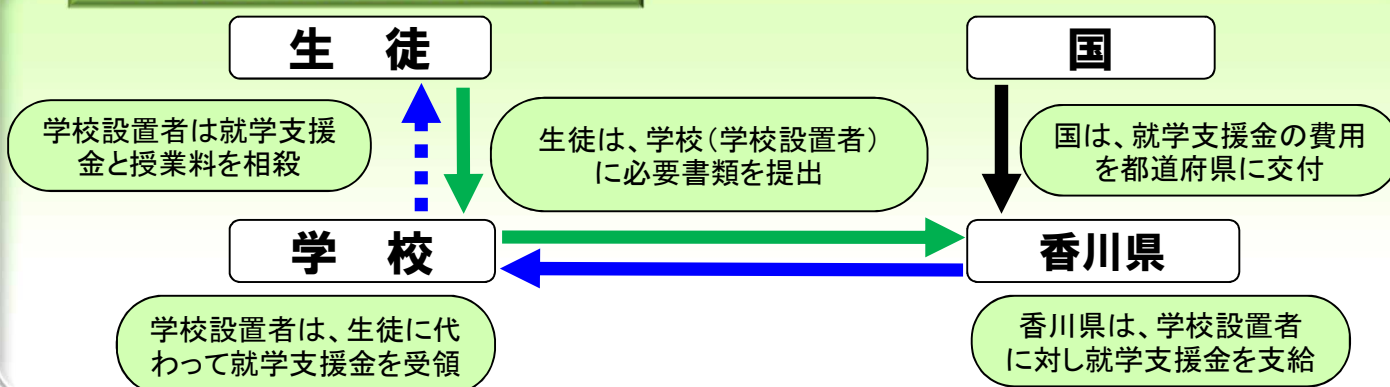 生　徒
国
学校設置者は就学支援
金と授業料を相殺
生徒は、学校（学校設置者）
に必要書類を提出
国は、就学支援金の費用
を都道府県に交付
学　校
香川県
学校設置者は、生徒に代
わって就学支援金を受領
香川県は、学校設置者
に対し就学支援金を支給